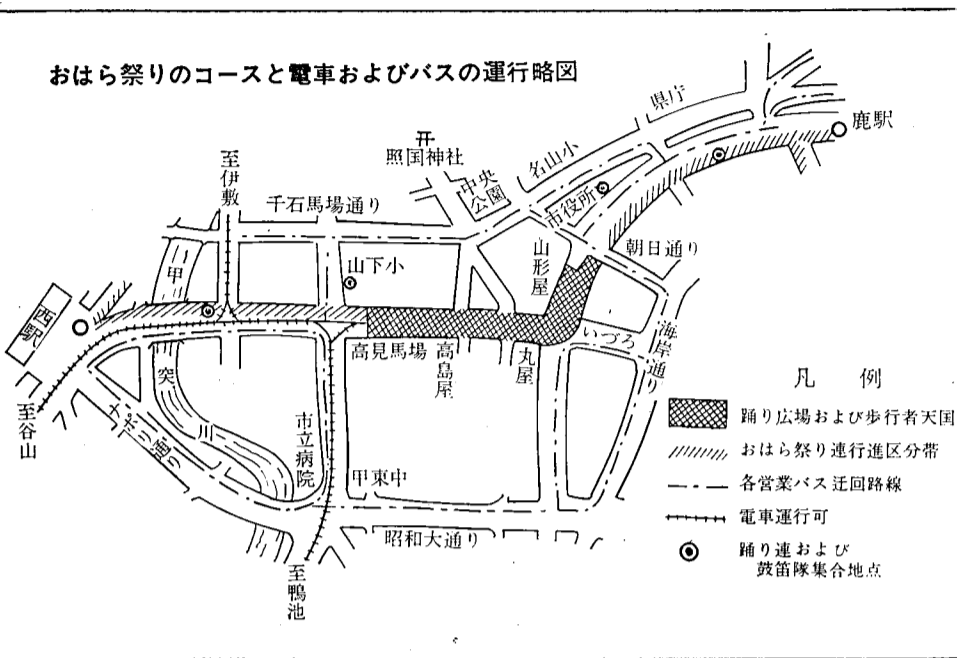 おはら祭りのコースと電車およびバスの運行略図
鹿駅
県庁
名山小
照国神社
中央
公園
市役所
至伊敷
千石馬場通り
朝日通り
山形屋
山下小
甲
西駅
高見馬場
高島屋
丸屋
いづろ
海岸通り
突
川
ナポリ通り
至谷山
市立病院
甲東中
昭和大通り
至鴨池
凡例
踊り広場および歩行者天国
おはら祭り連行進区分帯
各営業バス迂回路線
電車運行可
踊り連および
鼓笛隊集合地点